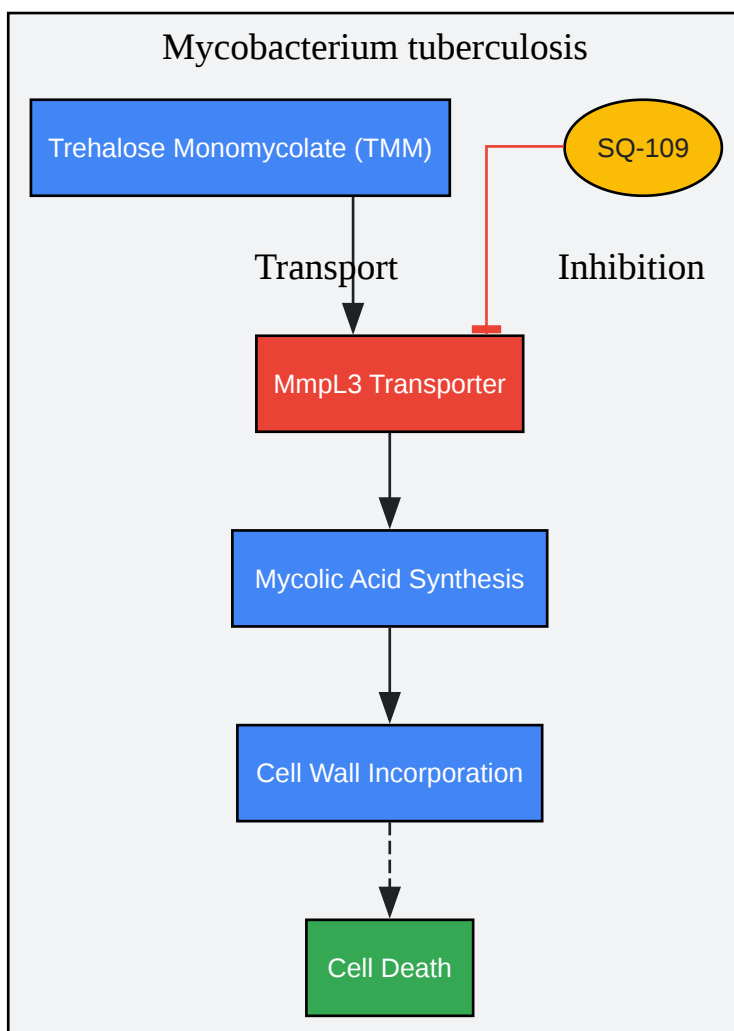 Mycobacterium tuberculosis
Trehalose Monomycolate (TMM)
SQ-109
Transport
Inhibition
MmpL3 Transporter
Mycolic Acid Synthesis
Cell Wall Incorporation
Cell Death